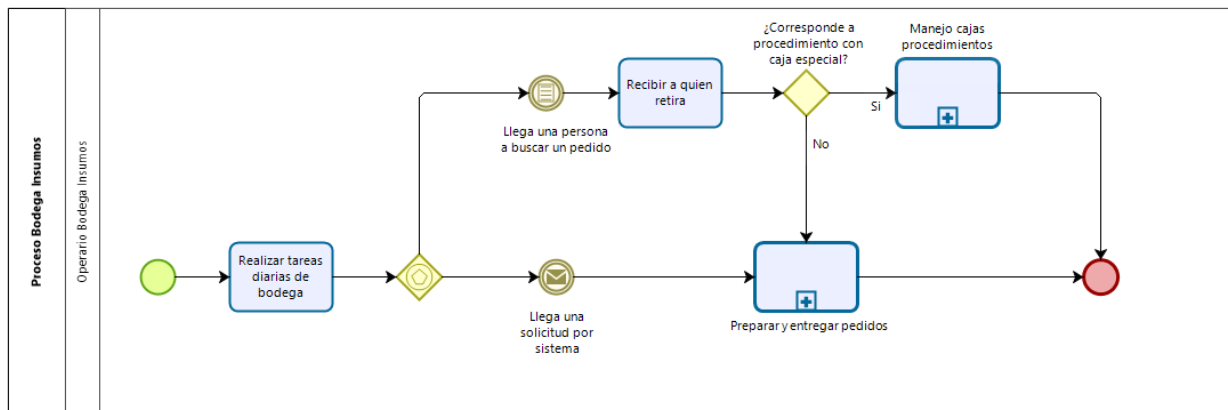 Proceso Bodega Insumos
Operario Bodega Insumos
Realizar tareas
diarias de
bodega
Llega una persona
a buscar un pedido
Recibir a quien
retira
¿Corresponde a
procedimiento con
caja especial?
Si
No
Manejo cajas
procedimientos
Llega una
solicitud por
sistema
Preparar y entregar pedidos